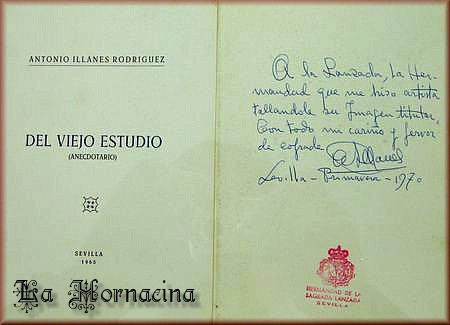 ANTONIO ILLANES RODRIGUEZ
DEL VIEJO ESTUDIO
(ANECDOTARIO)
SEVILLA
1965
A la Lanzada, la Her-
mandad que me hizo artista
tallandole su Imagen titular,
Con todo mi cariño y fervor
de cofrade
A Illanes
Sevilla - Primavera - 1970
HERMANDAD DE LA
SAGRADA LANZADA
SEVILLA
La Hornacina